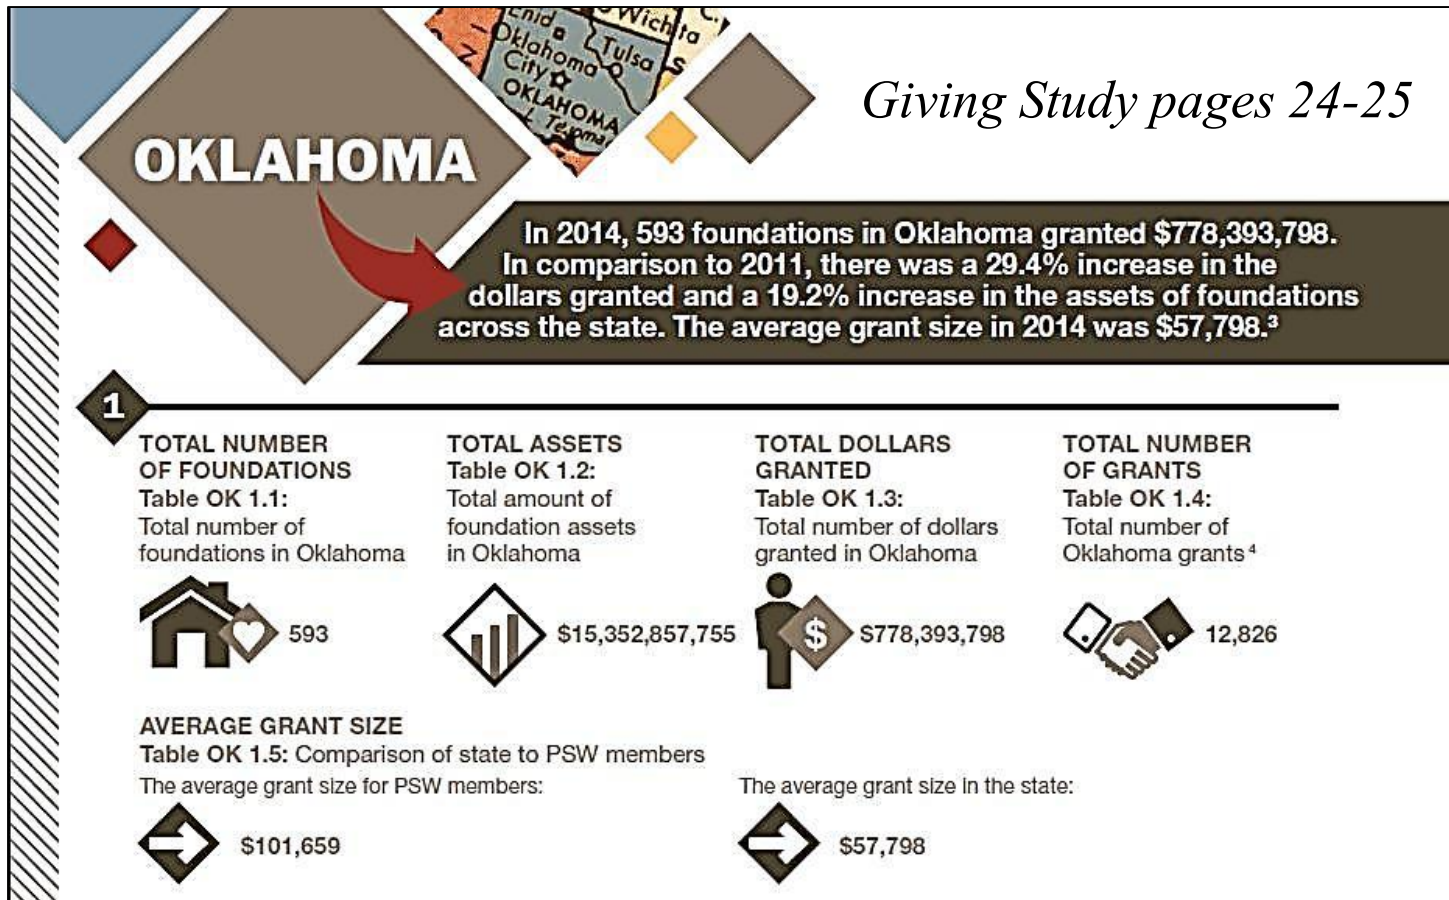 Enid
Wichita
C.
Oklahoma
City
Tulsa
S
OKLAHOMA
Giving Study pages 24-25
OKLAHOMA
In 2014, 593 foundations in Oklahoma granted $778,393,798.
In comparison to 2011, there was a 29.4% increase in the
dollars granted and a 19.2% increase in the assets of foundations
across the state. The average grant size in 2014 was $57,798.³
1
TOTAL NUMBER
OF FOUNDATIONS
Table OK 1.1:
Total number of
foundations in Oklahoma
593
TOTAL ASSETS
Table OK 1.2:
Total amount of
foundation assets
in Oklahoma
$15,352,857,755
TOTAL DOLLARS
GRANTED
Table OK 1.3:
Total number of dollars
granted in Oklahoma
$
$778,393,798
TOTAL NUMBER
OF GRANTS
Table OK 1.4:
Total number of
Oklahoma grants⁴
12,826
AVERAGE GRANT SIZE
Table OK 1.5: Comparison of state to PSW members
The average grant size for PSW members:
$101,659
The average grant size in the state:
$57,798